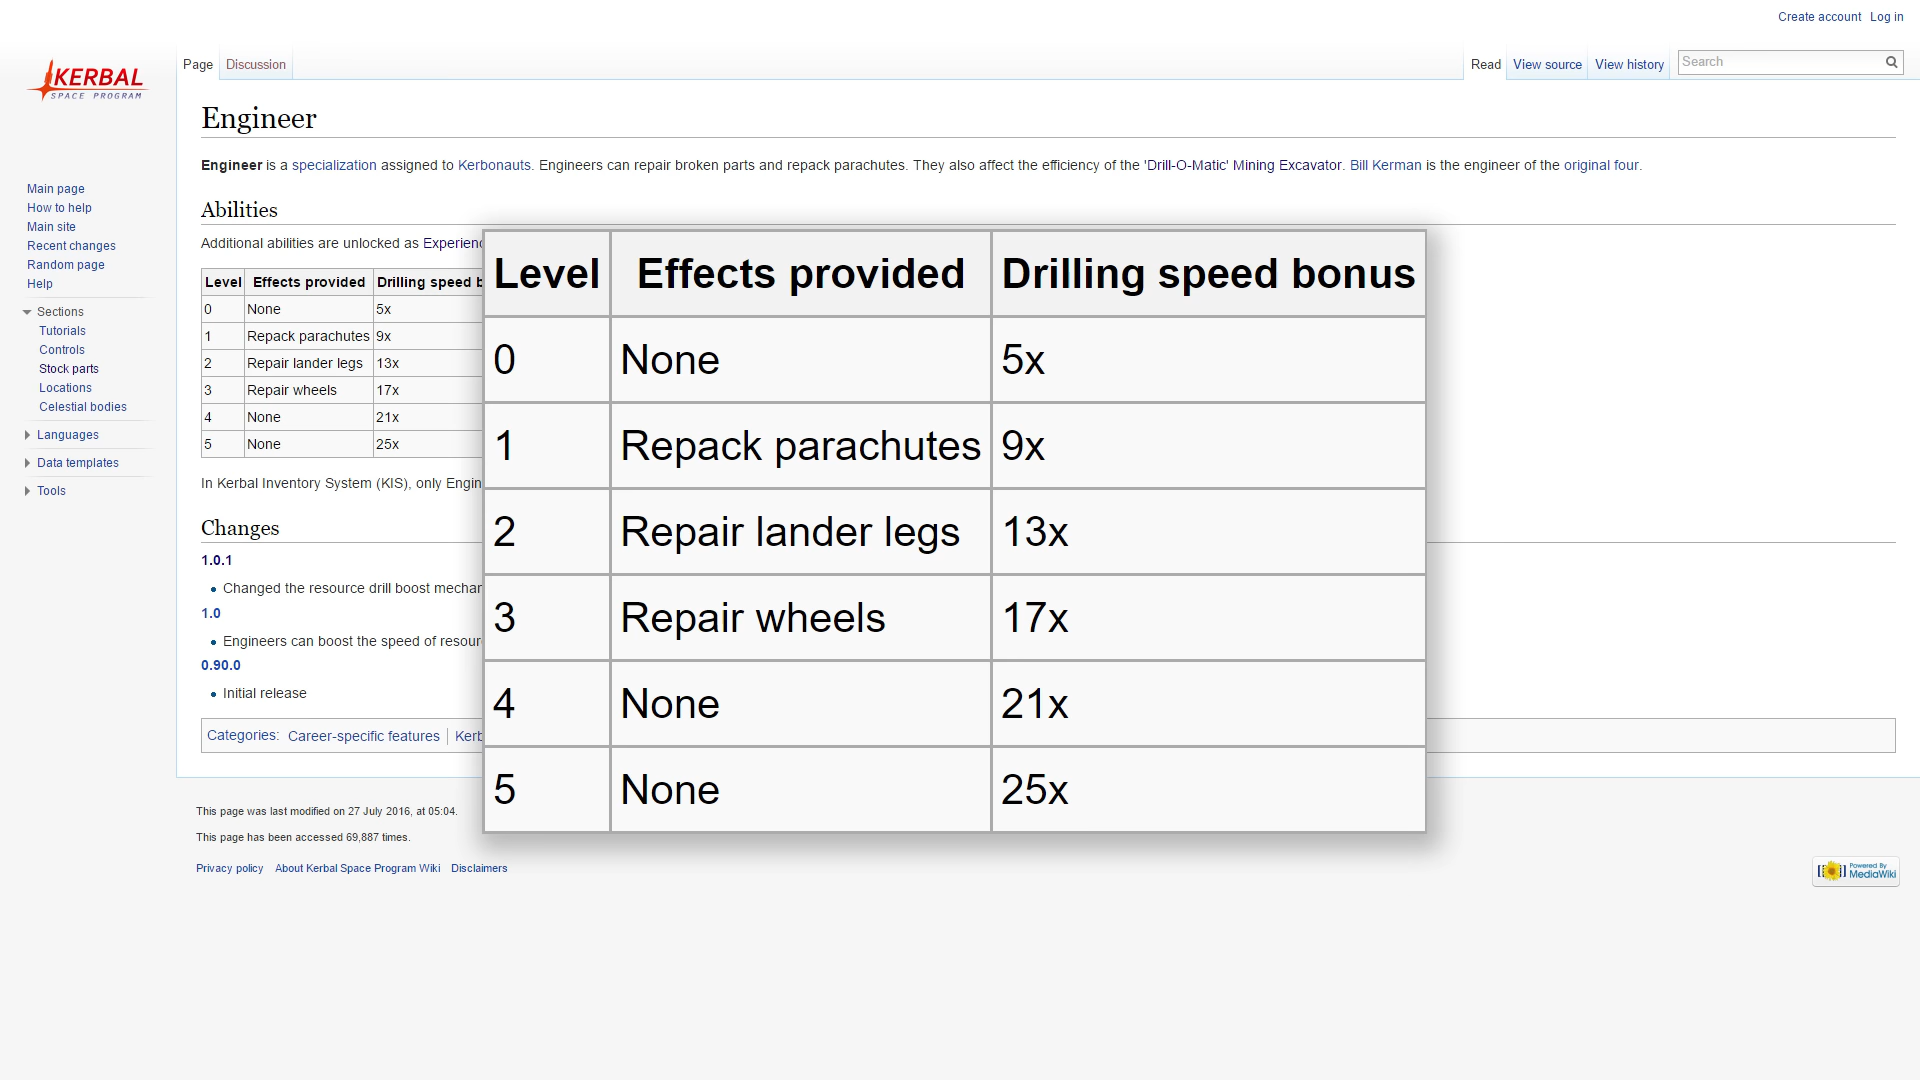 Create account Log in
KERBAL
SPACE PROGRAM
Page Discussion Read View source View history Search
Engineer
Engineer is a specialization assigned to Kerbonauts. Engineers can repair broken parts and repack parachutes. They also affect the efficiency of the 'Drill-O-Matic' Mining Excavator. Bill Kerman is the engineer of the original four.
Main page
How to help
Main site
Recent changes
Random page
Help
Sections
Tutorials
Controls
Stock parts
Locations
Celestial bodies
Languages
Data templates
Tools
Abilities
Additional abilities are unlocked as
Level Effects provided Drilling speed
0 None 5x
1 Repack parachutes 9x
2 Repair lander legs 13x
3 Repair wheels 17x
4 None 21x
5 None 25x
In Kerbal Inventory System (KIS), only
Changes
1.0.1
Changed the resource drill boost
1.0
Engineers can boost the speed of
0.90.0
Initial release
Categories: Career-specific features
Level Effects provided Drilling speed bonus
0 None 5x
1 Repack parachutes 9x
2 Repair lander legs 13x
3 Repair wheels 17x
4 None 21x
5 None 25x
This page was last modified on 27 July 2016, at 05:04.
This page has been accessed 69,887 times.
Privacy policy About Kerbal Space Program Wiki Disclaimers
Powered By
MediaWiki